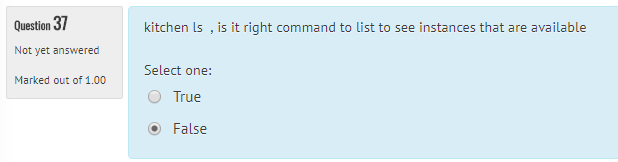 Question 37
Not yet answered
Marked out of 1.00
kitchen ls , is it right command to list to see instances that are available
Select one:
True
False